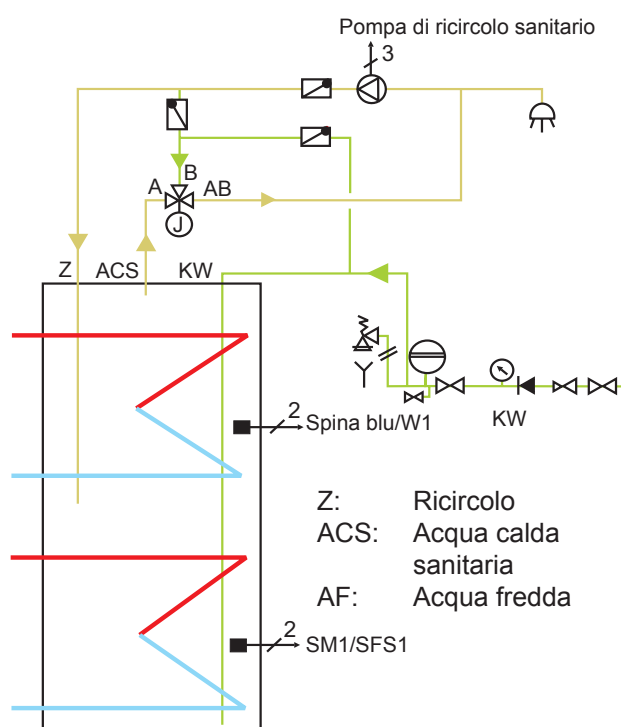 Pompa di ricircolo sanitario
3
B
A
AB
J
Z
ACS
KW
2
Spina blu/W1
KW
Z: Ricircolo
ACS: Acqua calda
sanitaria
AF: Acqua fredda
2
SM1/SFS1